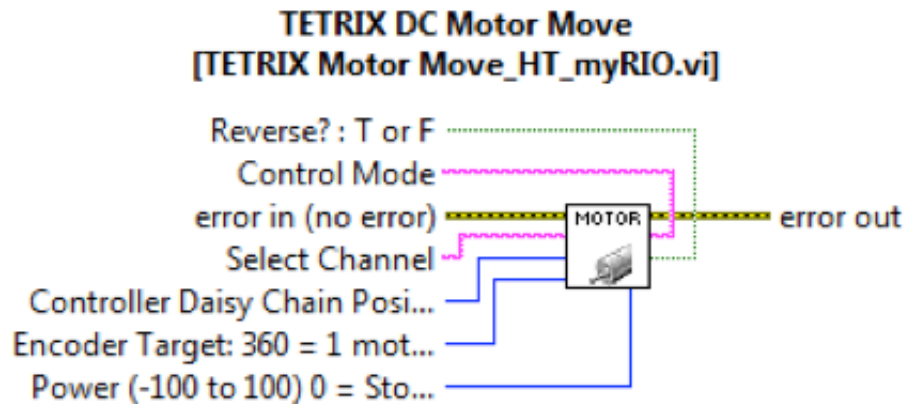 TETRIX DC Motor Move
[TETRIX Motor Move_HT_myRIO.vi]
Reverse? : T or F
Control Mode
error in (no error)
MOTOR
error out
Select Channel
Controller Daisy Chain Posi...
Encoder Target: 360 = 1 mot...
Power (-100 to 100) 0 = Sto...